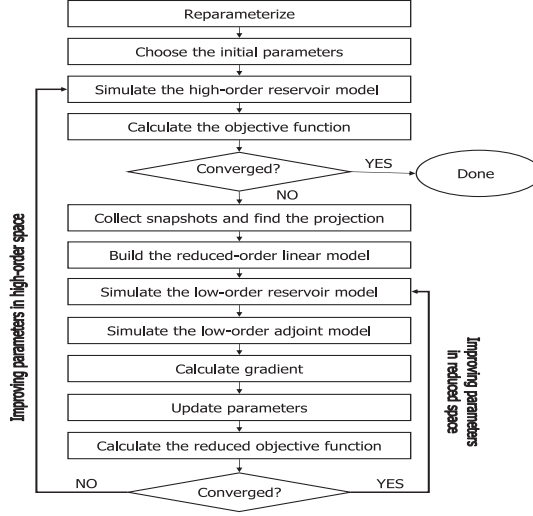 Reparameterize
Choose the initial parameters
Simulate the high-order reservoir model
Calculate the objective function
Converged?
YES
Done
NO
Collect snapshots and find the projection
Build the reduced-order linear model
Simulate the low-order reservoir model
Simulate the low-order adjoint model
Calculate gradient
Update parameters
Calculate the reduced objective function
Converged?
NO
YES
Improving parameters in high-order space
Improving parameters
in reduced space